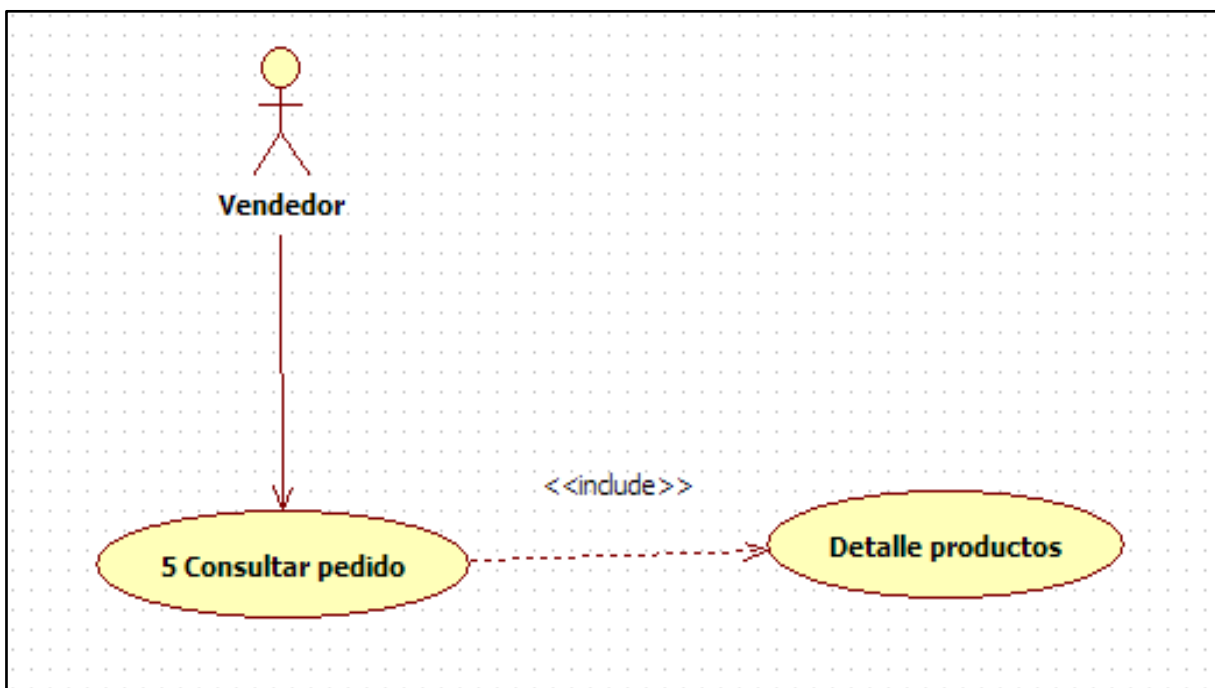 Vendedor
<<include>>
5 Consultar pedido
Detalle productos